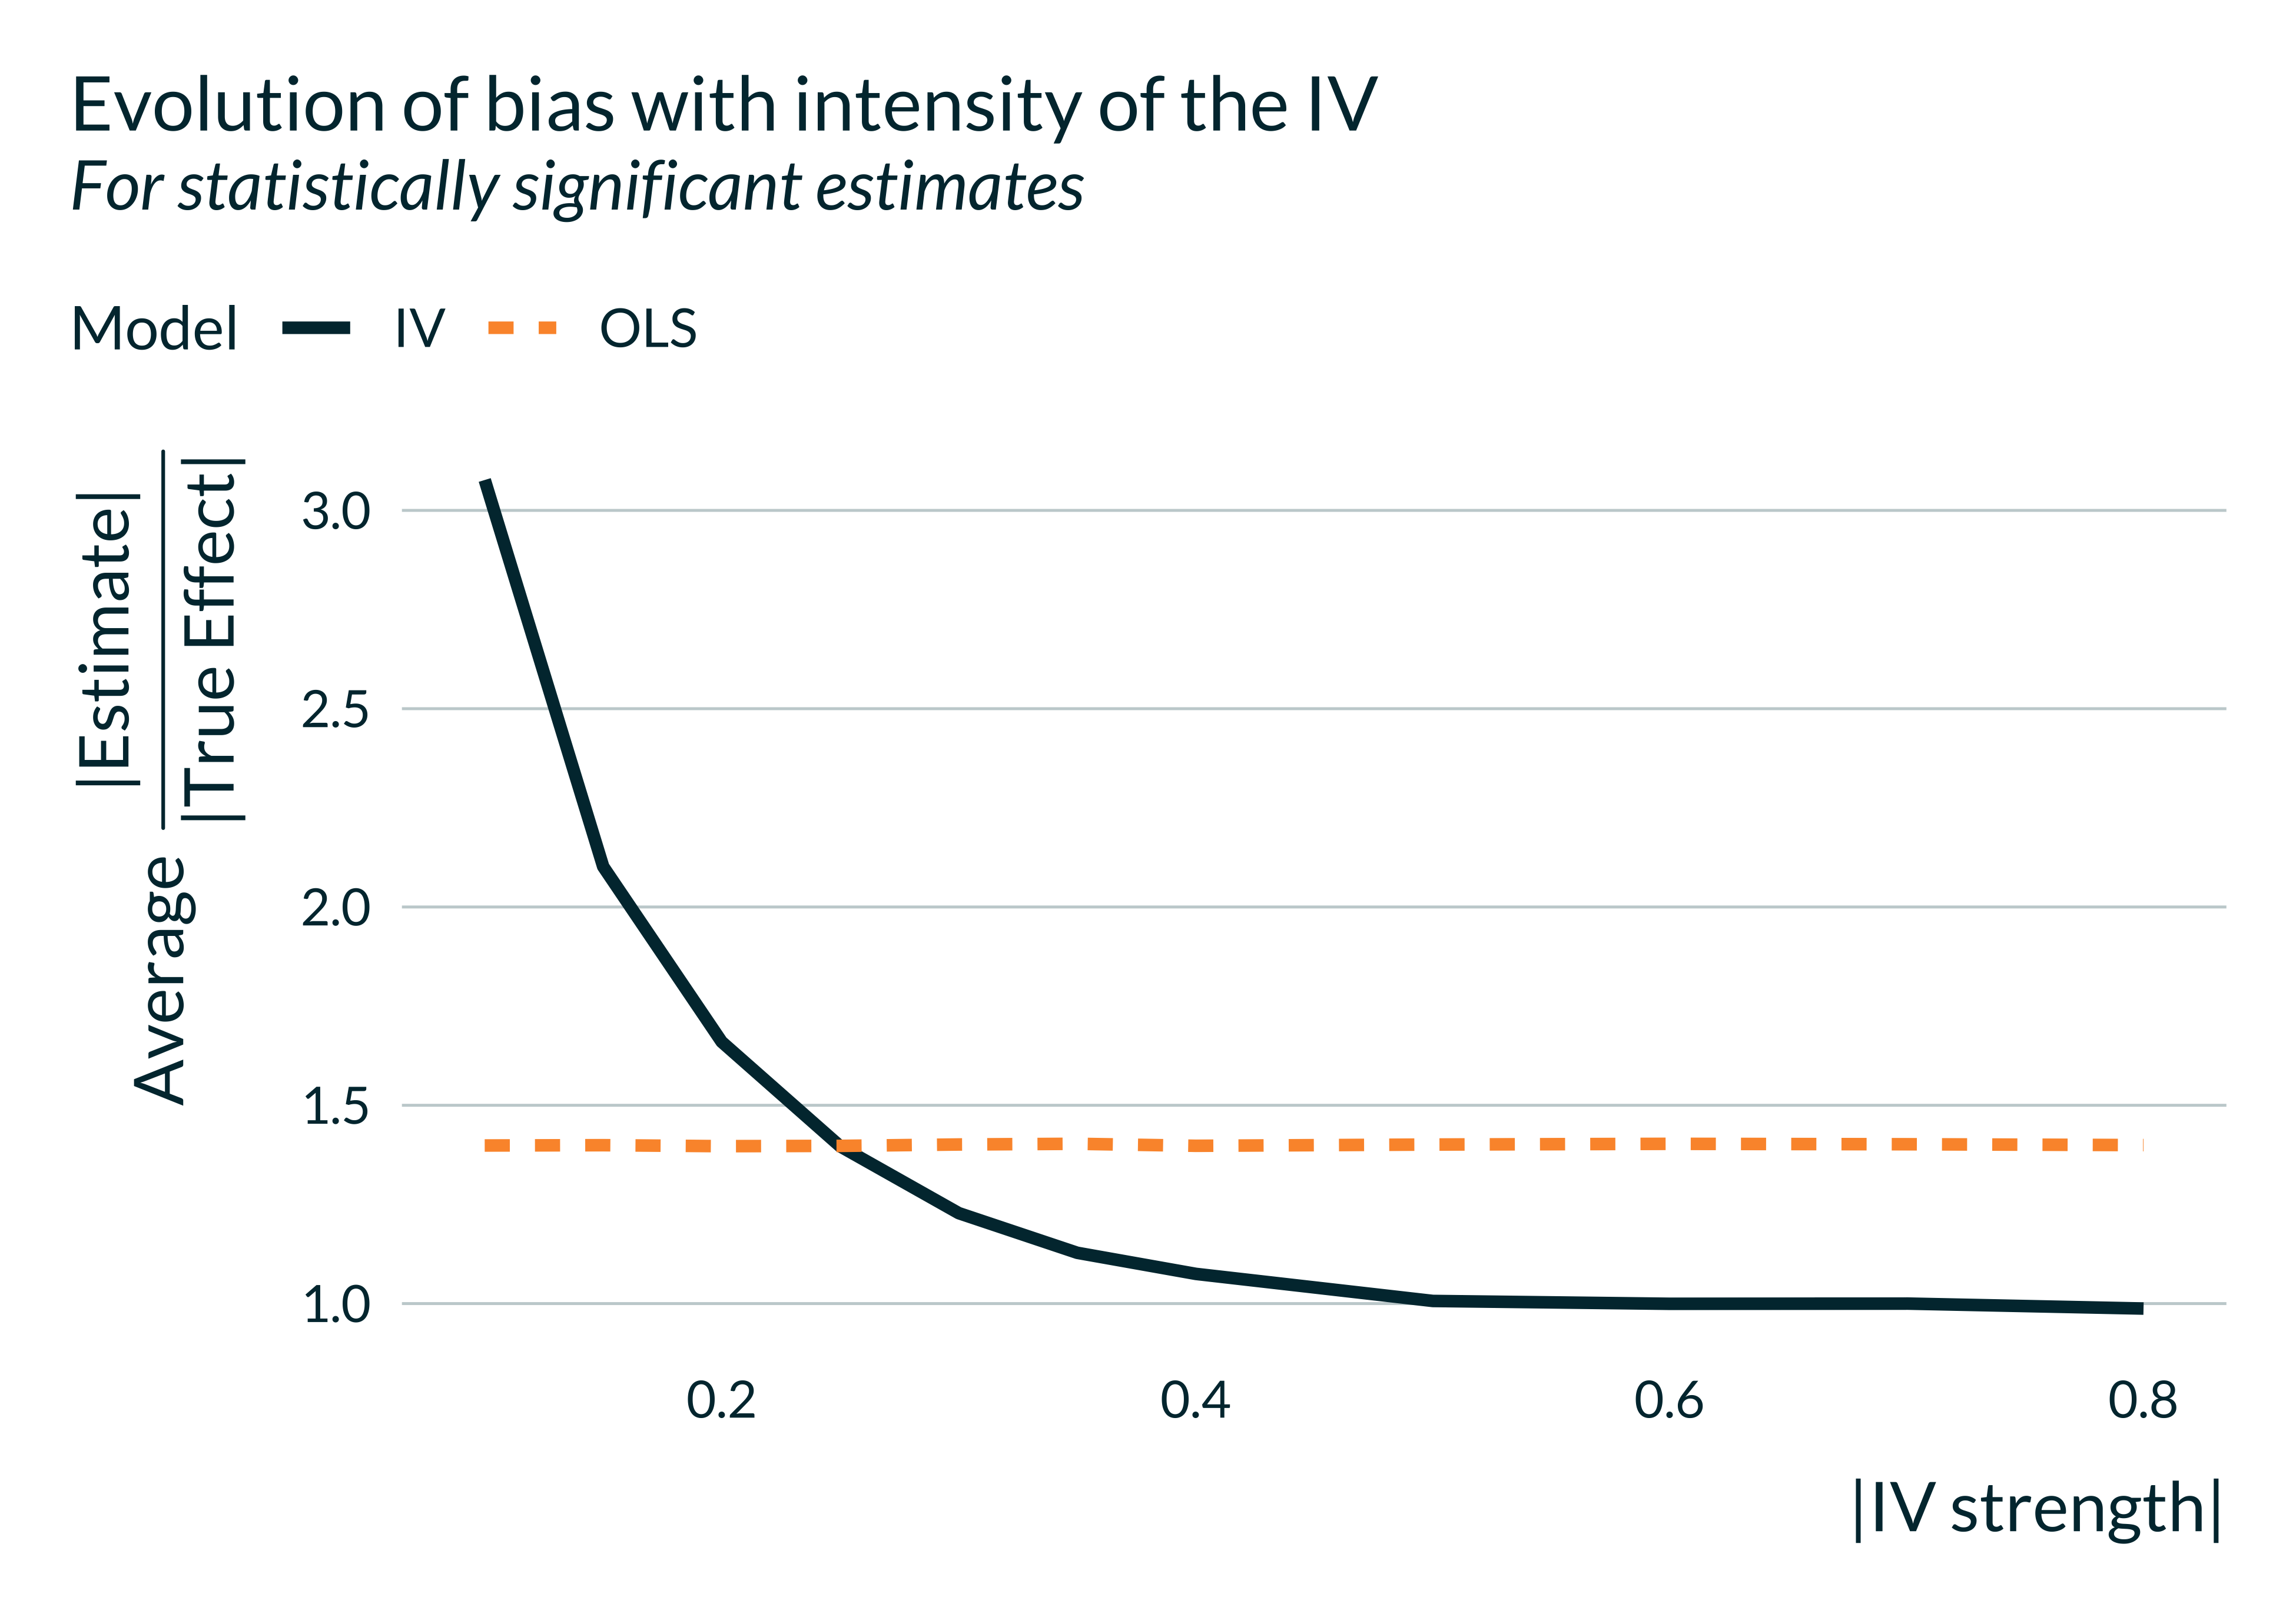 Evolution of bias with intensity of the IV
For statistically significant estimates
Model IV OLS
Average |Estimate|
|True Effect|
3.0
2.5
2.0
1.5
1.0
0.2 0.4 0.6 0.8
|IV strength|